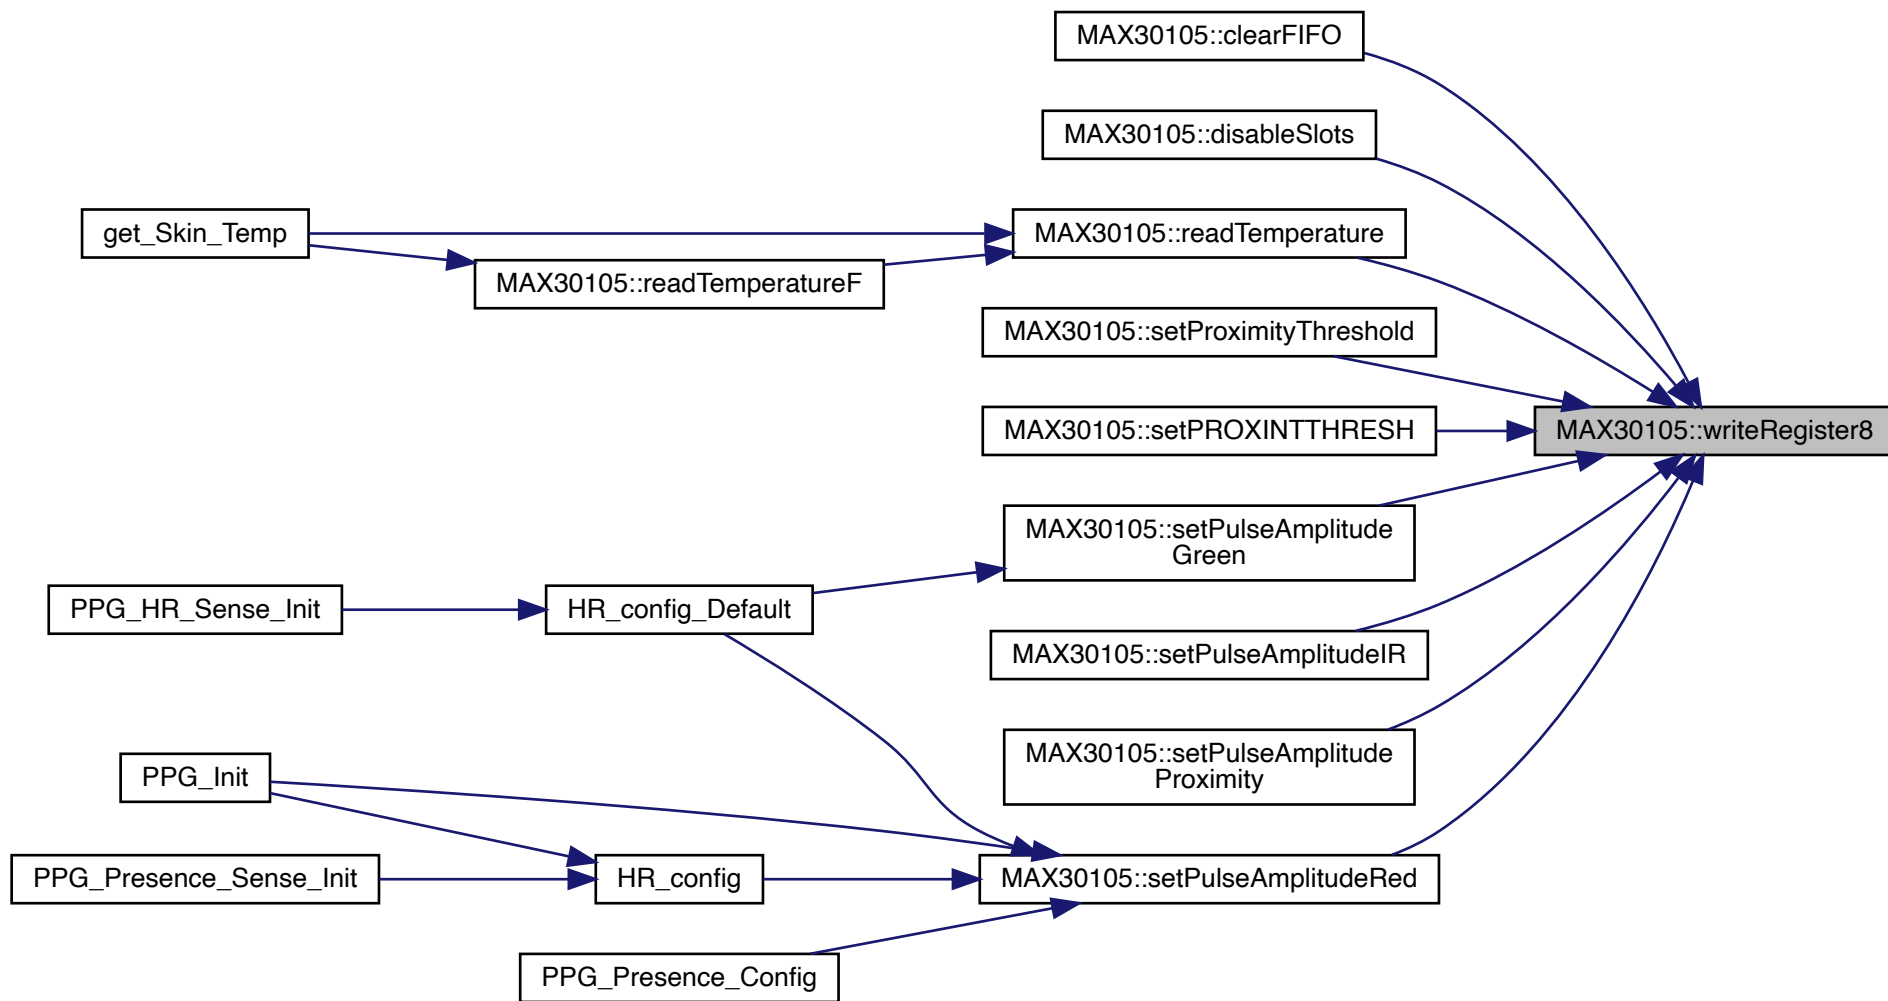 MAX30105::clearFIFO
MAX30105::disableSlots
get_Skin_Temp
MAX30105::readTemperature
MAX30105::readTemperatureF
MAX30105::setProximityThreshold
MAX30105::setPROXINTTHRESH
MAX30105::writeRegister8
MAX30105::setPulseAmplitude
Green
PPG_HR_Sense_Init
HR_config_Default
MAX30105::setPulseAmplitudeIR
MAX30105::setPulseAmplitude
Proximity
PPG_Init
PPG_Presence_Sense_Init
HR_config
MAX30105::setPulseAmplitudeRed
PPG_Presence_Config